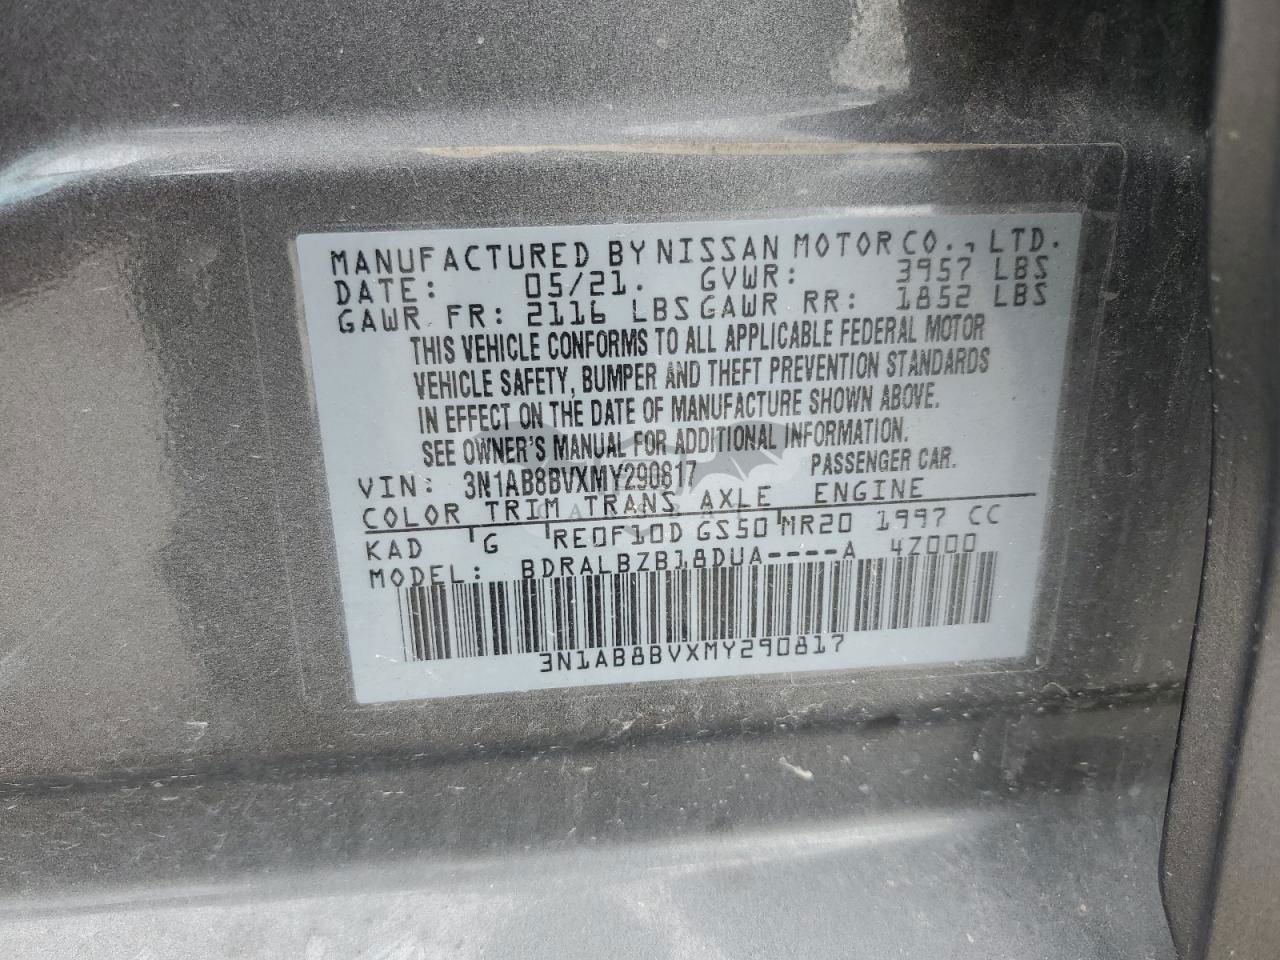 MANUFACTURED BY NISSAN MOTOR CO., LTD.
DATE: 05/21. GVWR: 3957 LBS
GAWR FR: 2116 LBS GAWR RR: 1852 LBS
THIS VEHICLE CONFORMS TO ALL APPLICABLE FEDERAL MOTOR
VEHICLE SAFETY, BUMPER AND THEFT PREVENTION STANDARDS
IN EFFECT ON THE DATE OF MANUFACTURE SHOWN ABOVE.
SEE OWNER'S MANUAL FOR ADDITIONAL INFORMATION.
VIN: 3N1AB8BVXMY290817 PASSENGER CAR.
COLOR TRIM TRANS AXLE ENGINE
KAD G RE0F10D GS50 MR20 1997 CC
MODEL: BDRALBZB18DUA----A 4Z000
3N1AB8BVXMY290817